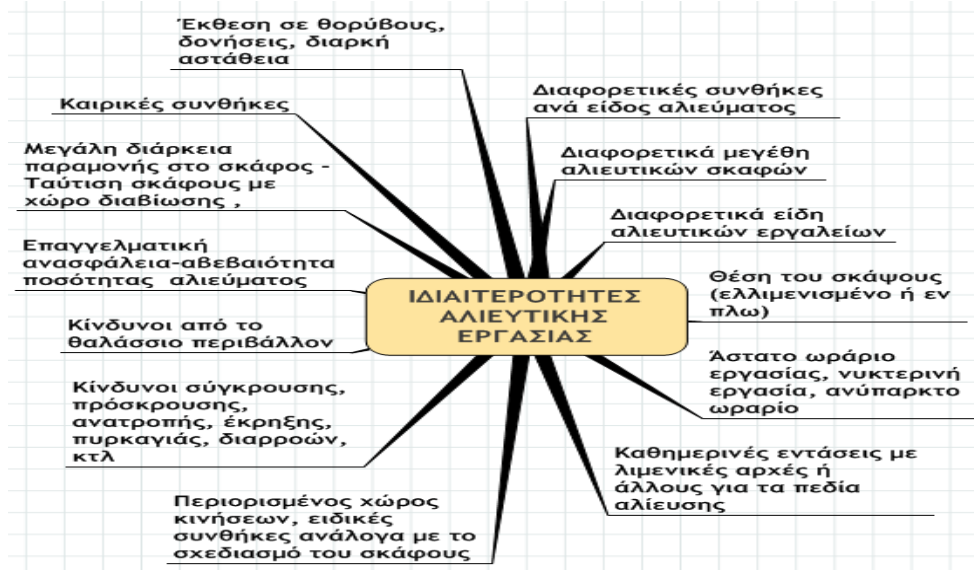 Έκθεση σε θορύβους,
δονήσεις, διαρκή
αστάθεια
Καιρικές συνθήκες
Μεγάλη διάρκεια
παραμονής στο σκάφος -
Ταύτιση σκάφους με
χώρο διαβίωσης ,
Επαγγελματική
ανασφάλεια-αβεβαιότητα
ποσότητας αλιεύματος
Κίνδυνοι από το
θαλάσσιο περιβάλλον
Κίνδυνοι σύγκρουσης,
πρόσκρουσης,
ανατροπής, έκρηξης,
πυρκαγιάς, διαρροών,
κτλ
Περιορισμένος χώρος
κινήσεων, ειδικές
συνθήκες ανάλογα με το
σχεδιασμό του σκάφους
ΙΔΙΑΙΤΕΡΟΤΗΤΕΣ
ΑΛΙΕΥΤΙΚΗΣ
ΕΡΓΑΣΙΑΣ
Διαφορετικές συνθήκες
ανά είδος αλιεύματος
Διαφορετικά μεγέθη
αλιευτικών σκαφών
Διαφορετικά είδη
αλιευτικών εργαλείων
Θέση του σκάψους
(ελλιμενισμένο ή εν
πλω)
Άστατο ωράριο
εργασίας, νυκτερινή
εργασία, ανύπαρκτο
ωραρίο
Καθημερινές εντάσεις με
λιμενικές αρχές ή
άλλους για τα πεδία
αλίευσης